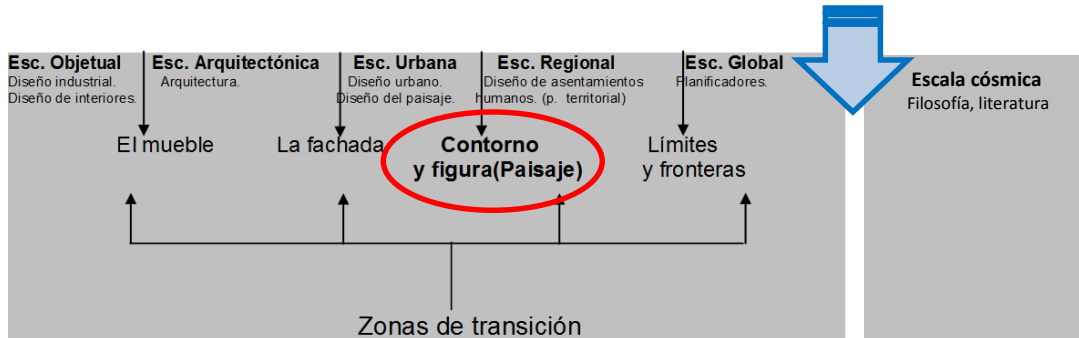 Esc. Objetual
Diseño industrial.
Diseño de interiores.
Esc. Arquitectónica
Arquitectura.
Esc. Urbana
Diseño urbano.
Diseño del paisaje.
Esc. Regional
Diseño de asentamientos
humanos. (p. territorial)
Esc. Global
Planificadores.
Escala cósmica
Filosofía, literatura
El mueble
La fachada
Contorno
y figura(Paisaje)
Límites
y fronteras
Zonas de transición